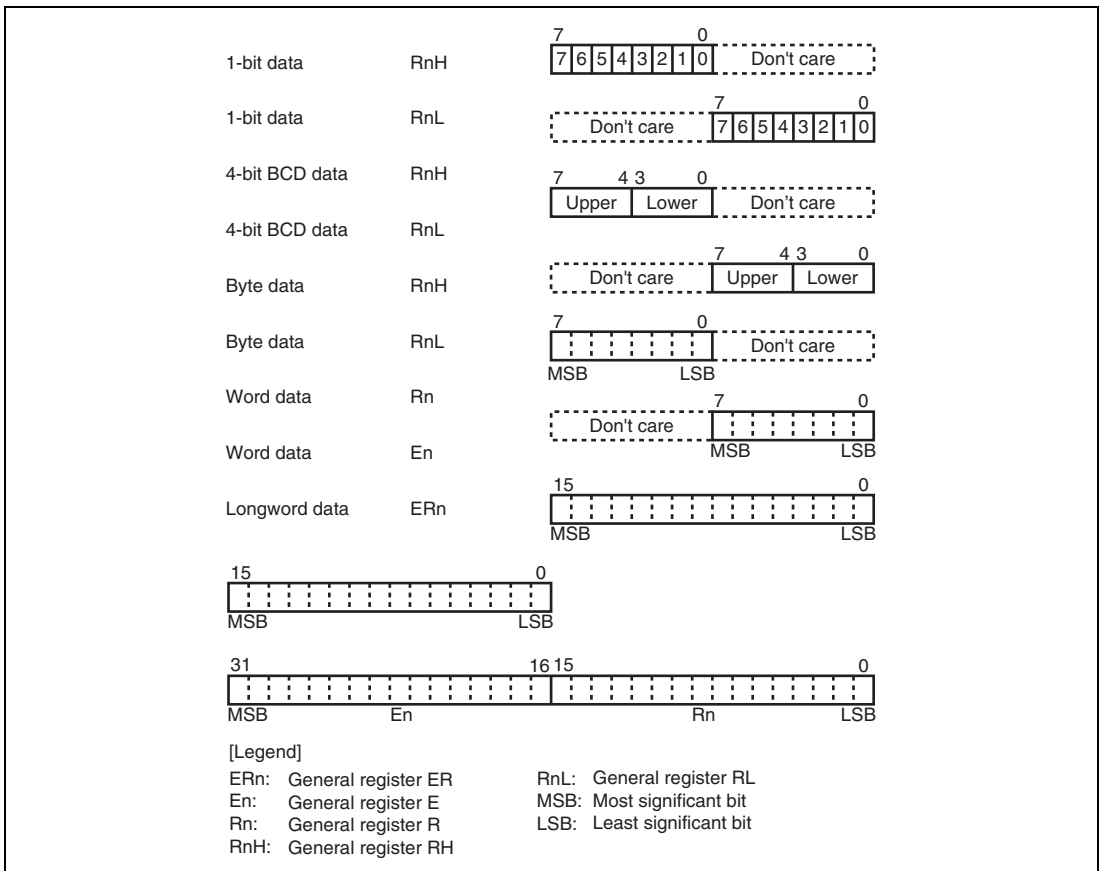 7 0
1-bit data RnH 7 6 5 4 3 2 1 0 Don't care
7 0
1-bit data RnL Don't care 7 6 5 4 3 2 1 0
4-bit BCD data RnH 7 4 3 0
Upper Lower Don't care
4-bit BCD data RnL
7 4 3 0
Byte data RnH Don't care Upper Lower
7 0
Byte data RnL Don't care
MSB LSB
Word data Rn 7 0
Don't care
Word data En MSB LSB
15 0
Longword data ERn
MSB LSB
15 0
MSB LSB
31 16 15 0
MSB En Rn LSB
[Legend]
ERn: General register ER RnL: General register RL
En: General register E MSB: Most significant bit
Rn: General register R LSB: Least significant bit
RnH: General register RH